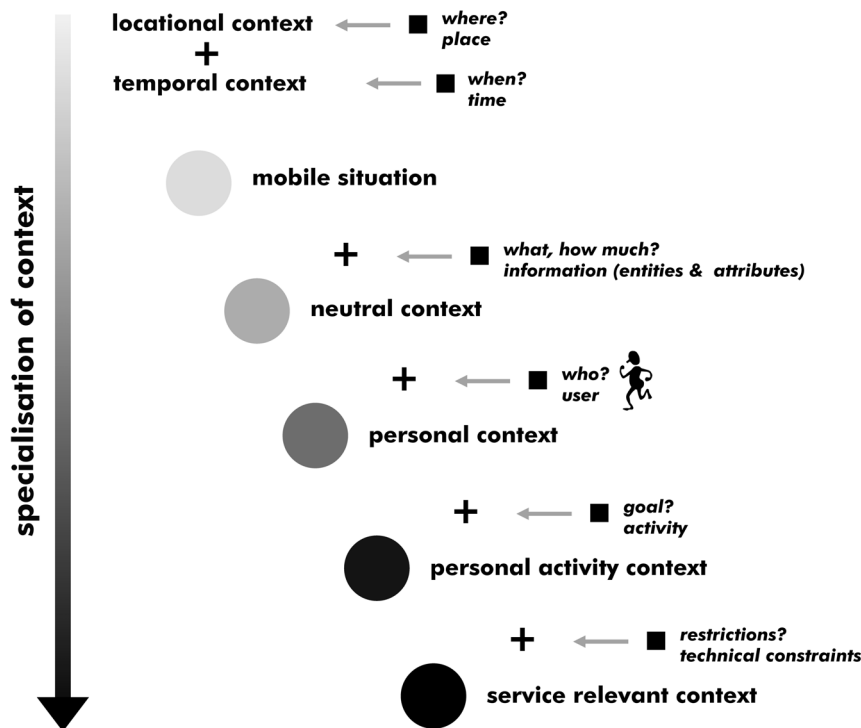 locational context
where?
place
+
temporal context
when?
time
mobile situation
+
what, how much?
information (entities & attributes)
neutral context
+
who?
user
personal context
+
goal?
activity
personal activity context
+
restrictions?
technical constraints
service relevant context
specialisation of context